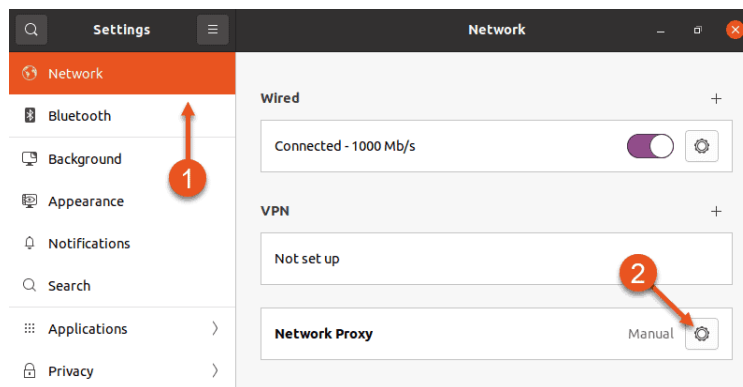 Settings
Network
Network
Bluetooth
Background
Appearance
Notifications
Search
Applications
Privacy
1
Wired
Connected - 1000 Mb/s
VPN
Not set up
2
Network Proxy Manual